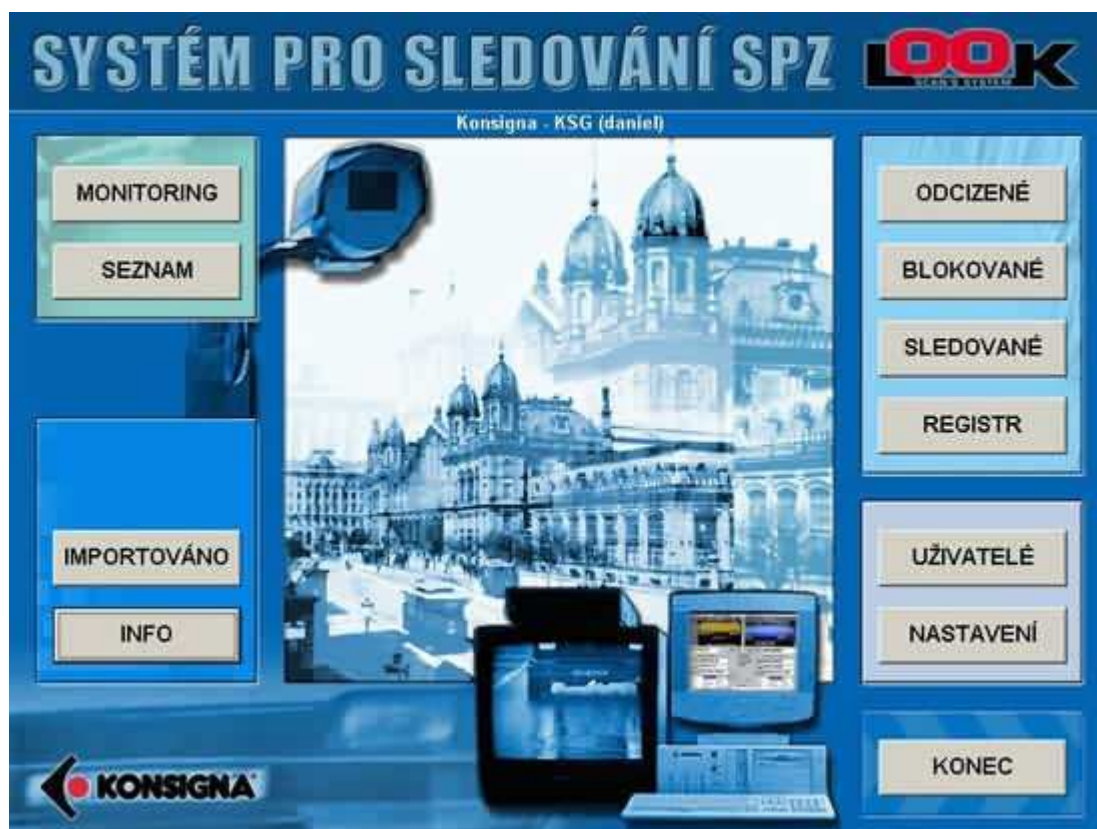 SYSTÉM PRO SLEDOVÁNÍ SPZ
LOOK
Konsigna - KSG (daniel)
MONITORING
SEZNAM
IMPORTOVÁNO
INFO
ODCIZENÉ
BLOKOVANÉ
SLEDOVANÉ
REGISTR
UŽIVATELÉ
NASTAVENÍ
KONEC
KONSIGNA